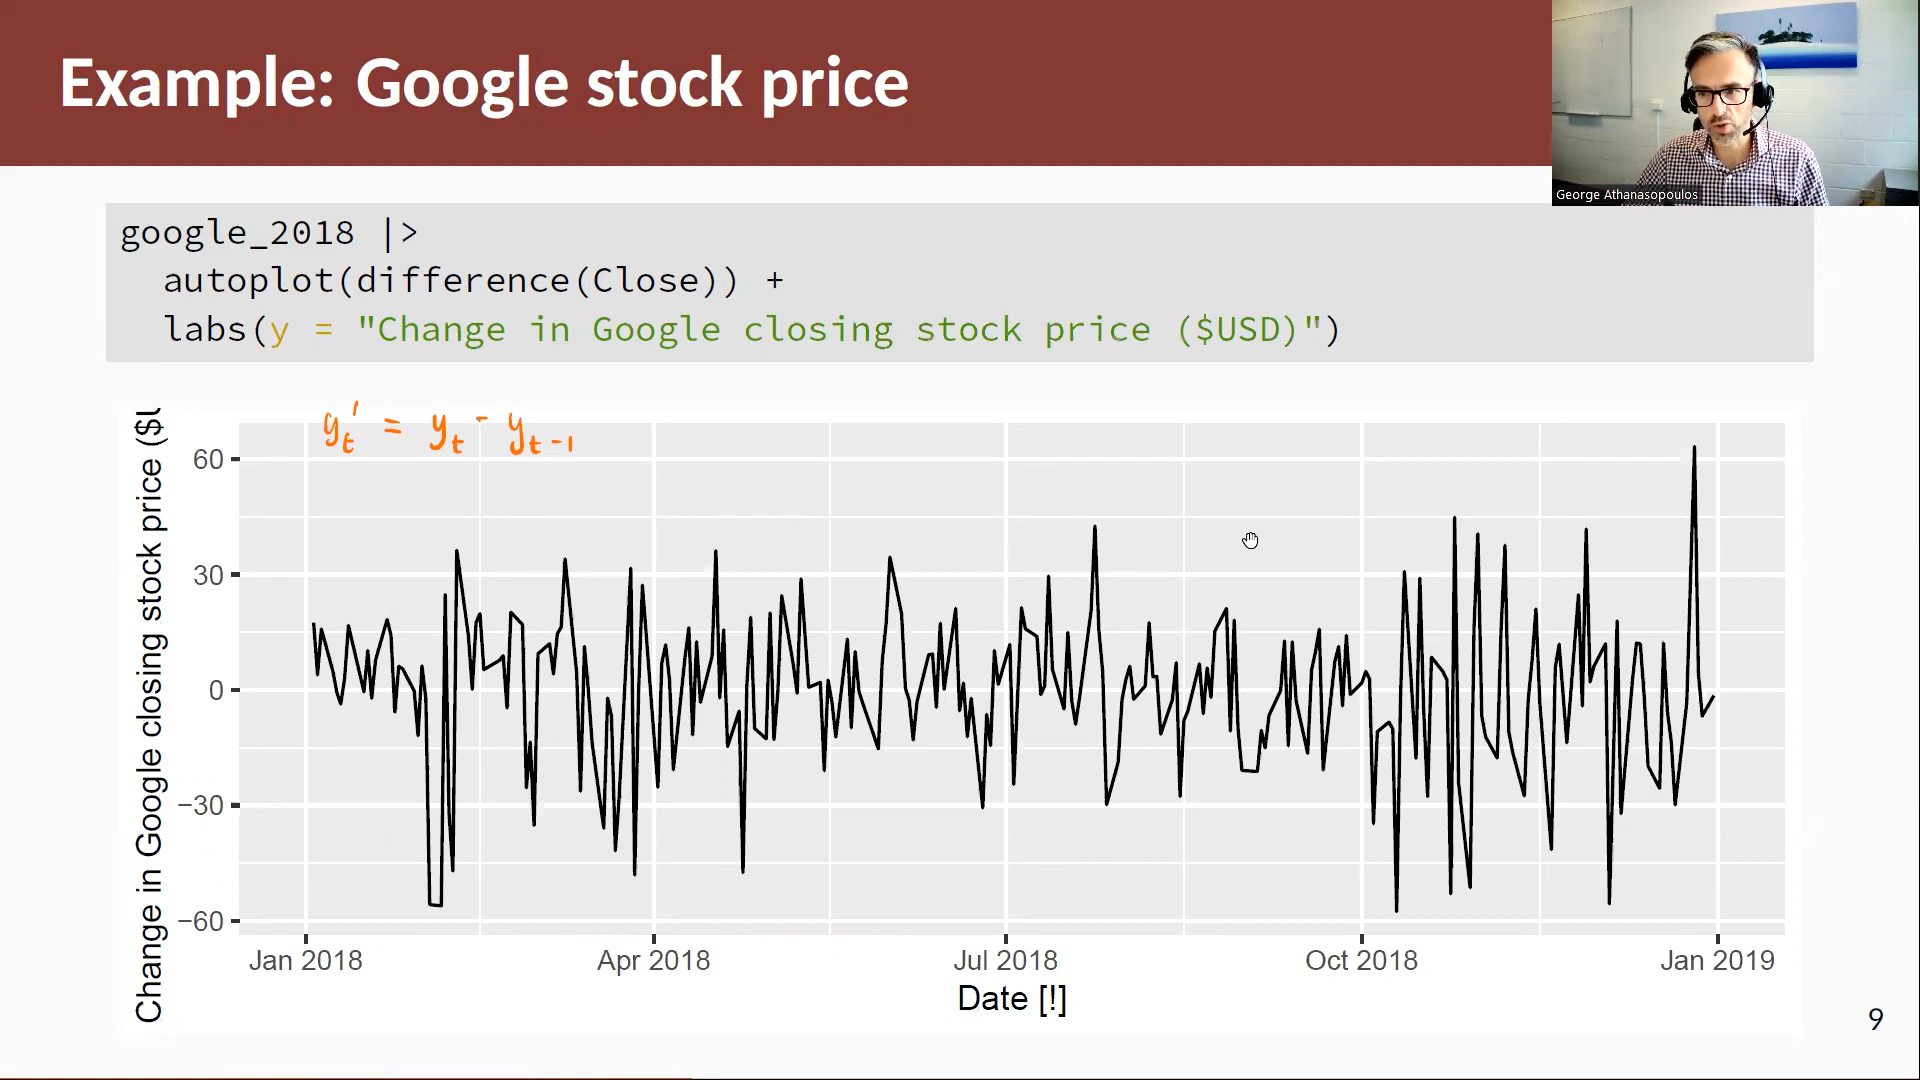 Example: Google stock price
George Athanasopoulos
google_2018 |>
autoplot(difference(Close)) +
labs(y = "Change in Google closing stock price ($USD)")
y't = yt - yt-1
Change in Google closing stock price ($U
60
30
0
−30
−60
Jan 2018
Apr 2018
Jul 2018
Oct 2018
Jan 2019
Date [!]
9